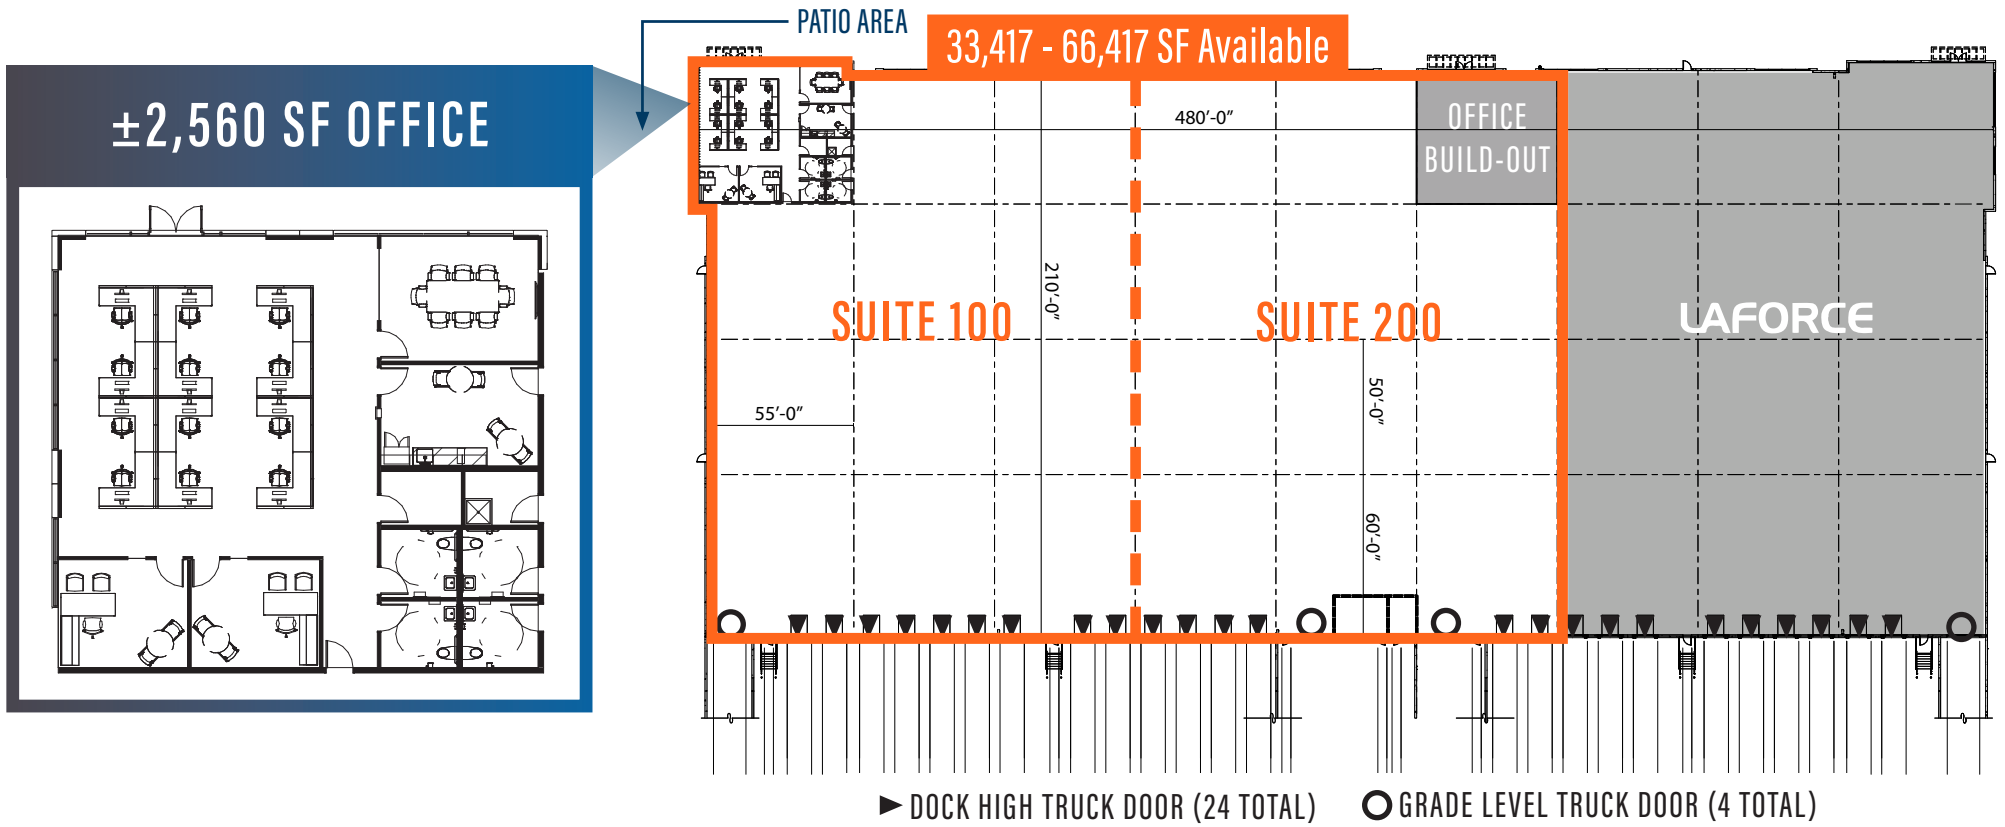 PATIO AREA
33,417 - 66,417 SF Available
±2,560 SF OFFICE
480'-0"
OFFICE
BUILD-OUT
210'-0"
SUITE 100
SUITE 200
LAFORCE
55'-0"
50'-0"
60'-0"
DOCK HIGH TRUCK DOOR (24 TOTAL)
GRADE LEVEL TRUCK DOOR (4 TOTAL)